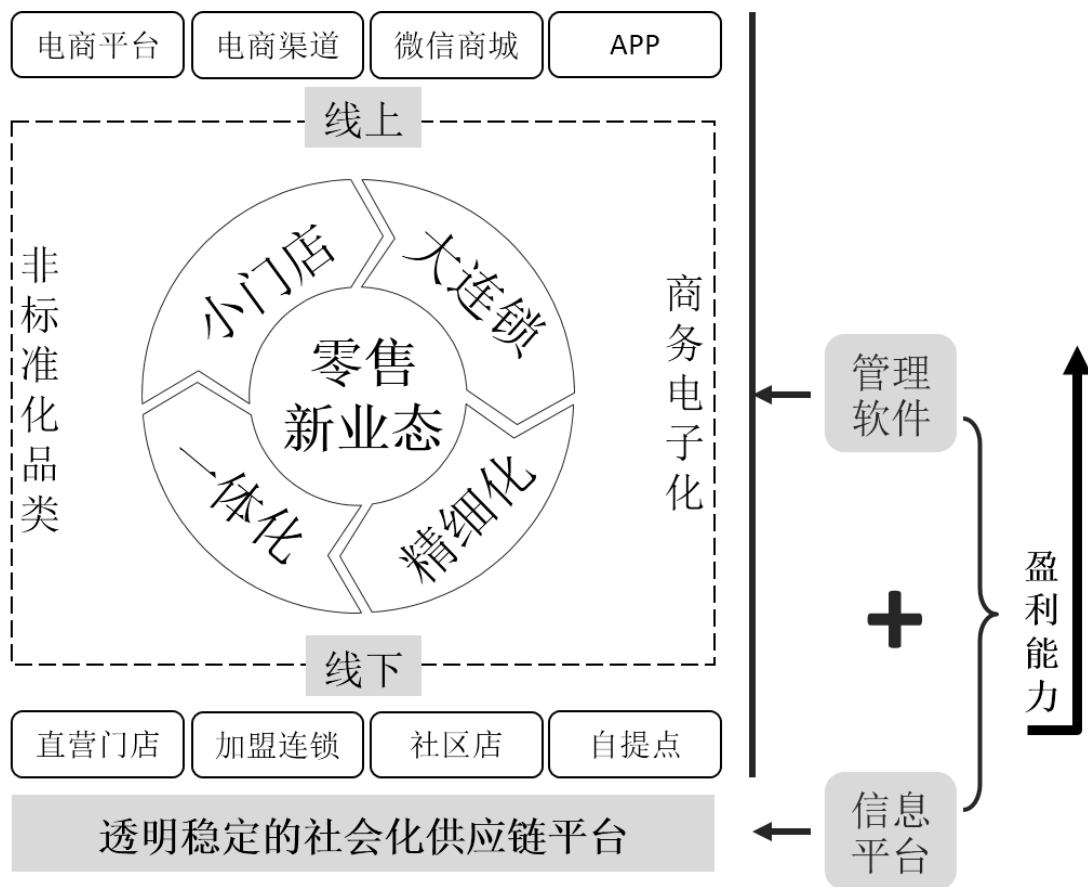 电商平台
电商渠道
微信商城
APP
线上
非标准化品类
小门店
大连锁
零售
新业态
一体化
精细化
商务电子化
线下
直营门店
加盟连锁
社区店
自提点
透明稳定的社会化供应链平台
管理
软件
+
信息
平台
盈利能力